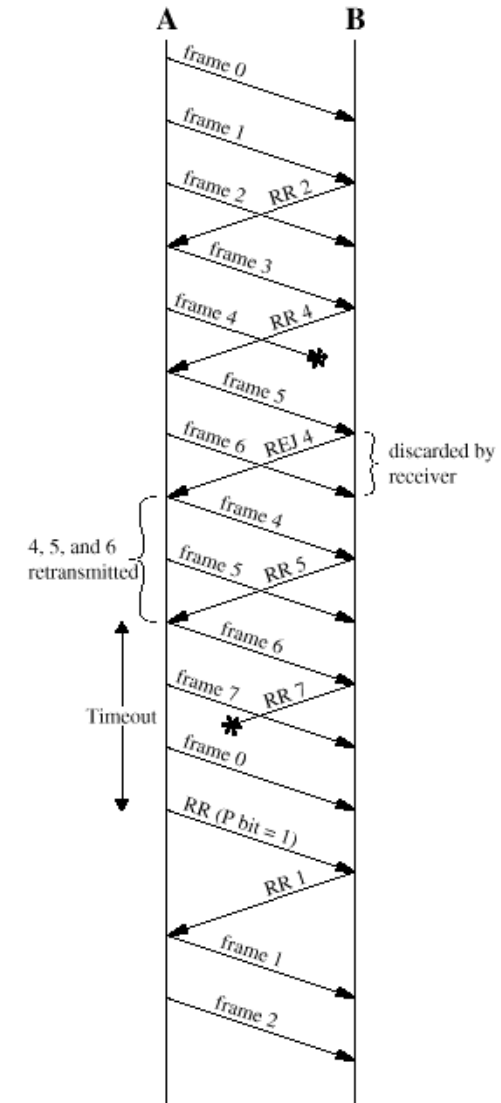 A
B
frame 0
frame 1
frame 2
RR 2
frame 3
frame 4
RR 4
frame 5
frame 6
REJ 4
discarded by
receiver
frame 4
4, 5, and 6
retransmitted
frame 5
RR 5
frame 6
frame 7
RR 7
Timeout
frame 0
RR (P bit = 1)
RR 1
frame 1
frame 2